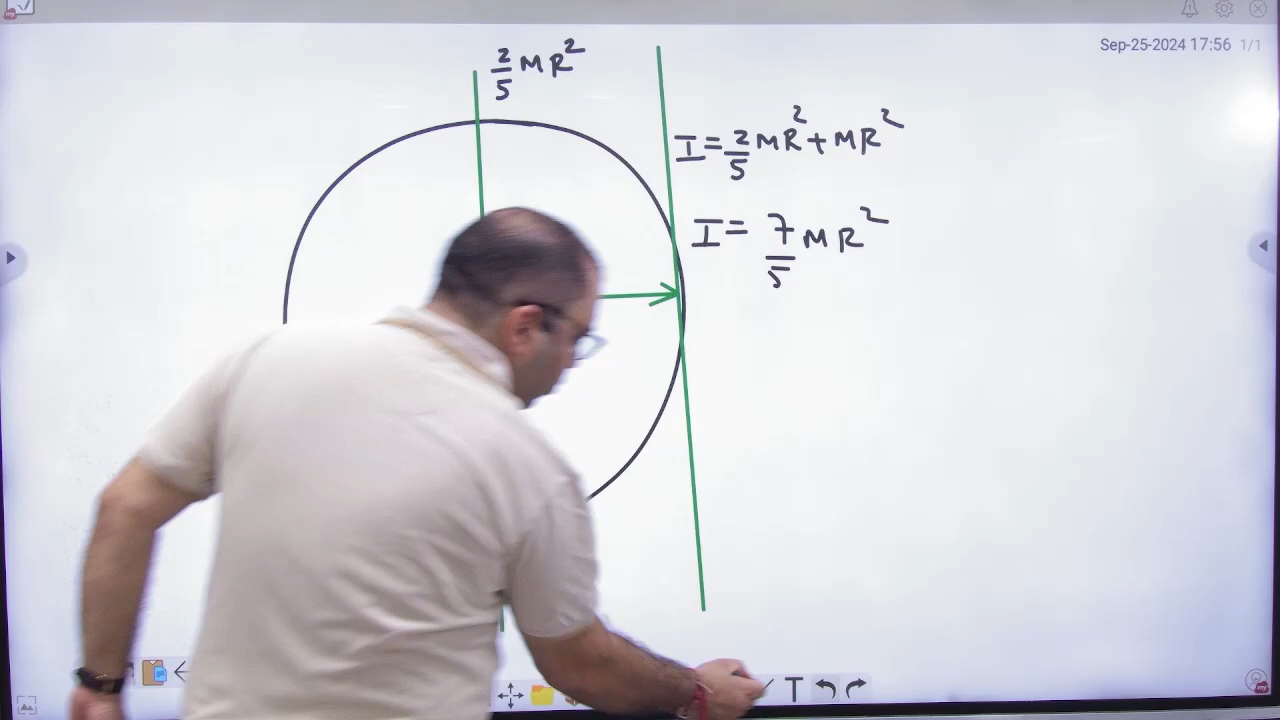 Sep-25-2024 17:56 1/1
2/5 MR²
I = 2/5 MR² + MR²
I = 7/5 MR²
T